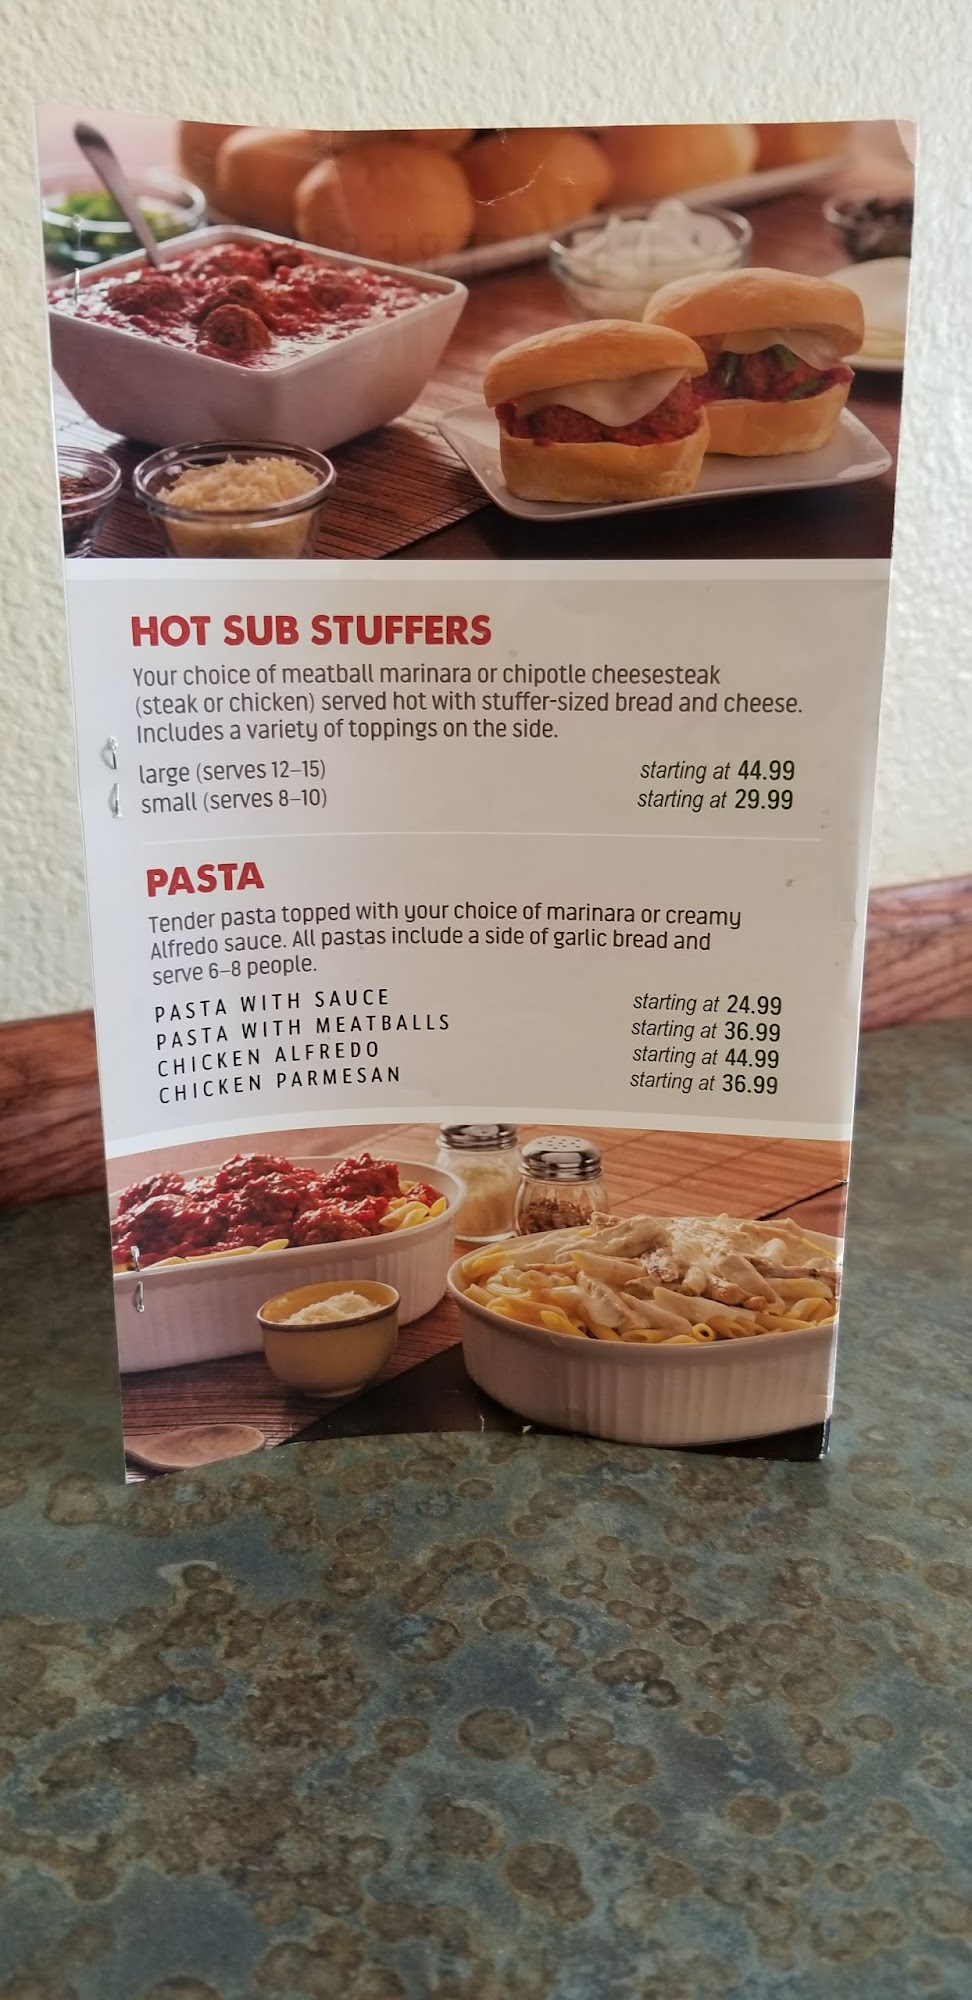 HOT SUB STUFFERS
Your choice of meatball marinara or chipotle cheesesteak
(steak or chicken) served hot with stuffer-sized bread and cheese.
Includes a variety of toppings on the side.
large (serves 12–15) starting at 44.99
small (serves 8–10) starting at 29.99
PASTA
Tender pasta topped with your choice of marinara or creamy
Alfredo sauce. All pastas include a side of garlic bread and
serve 6–8 people.
PASTA WITH SAUCE starting at 24.99
PASTA WITH MEATBALLS starting at 36.99
CHICKEN ALFREDO starting at 44.99
CHICKEN PARMESAN starting at 36.99